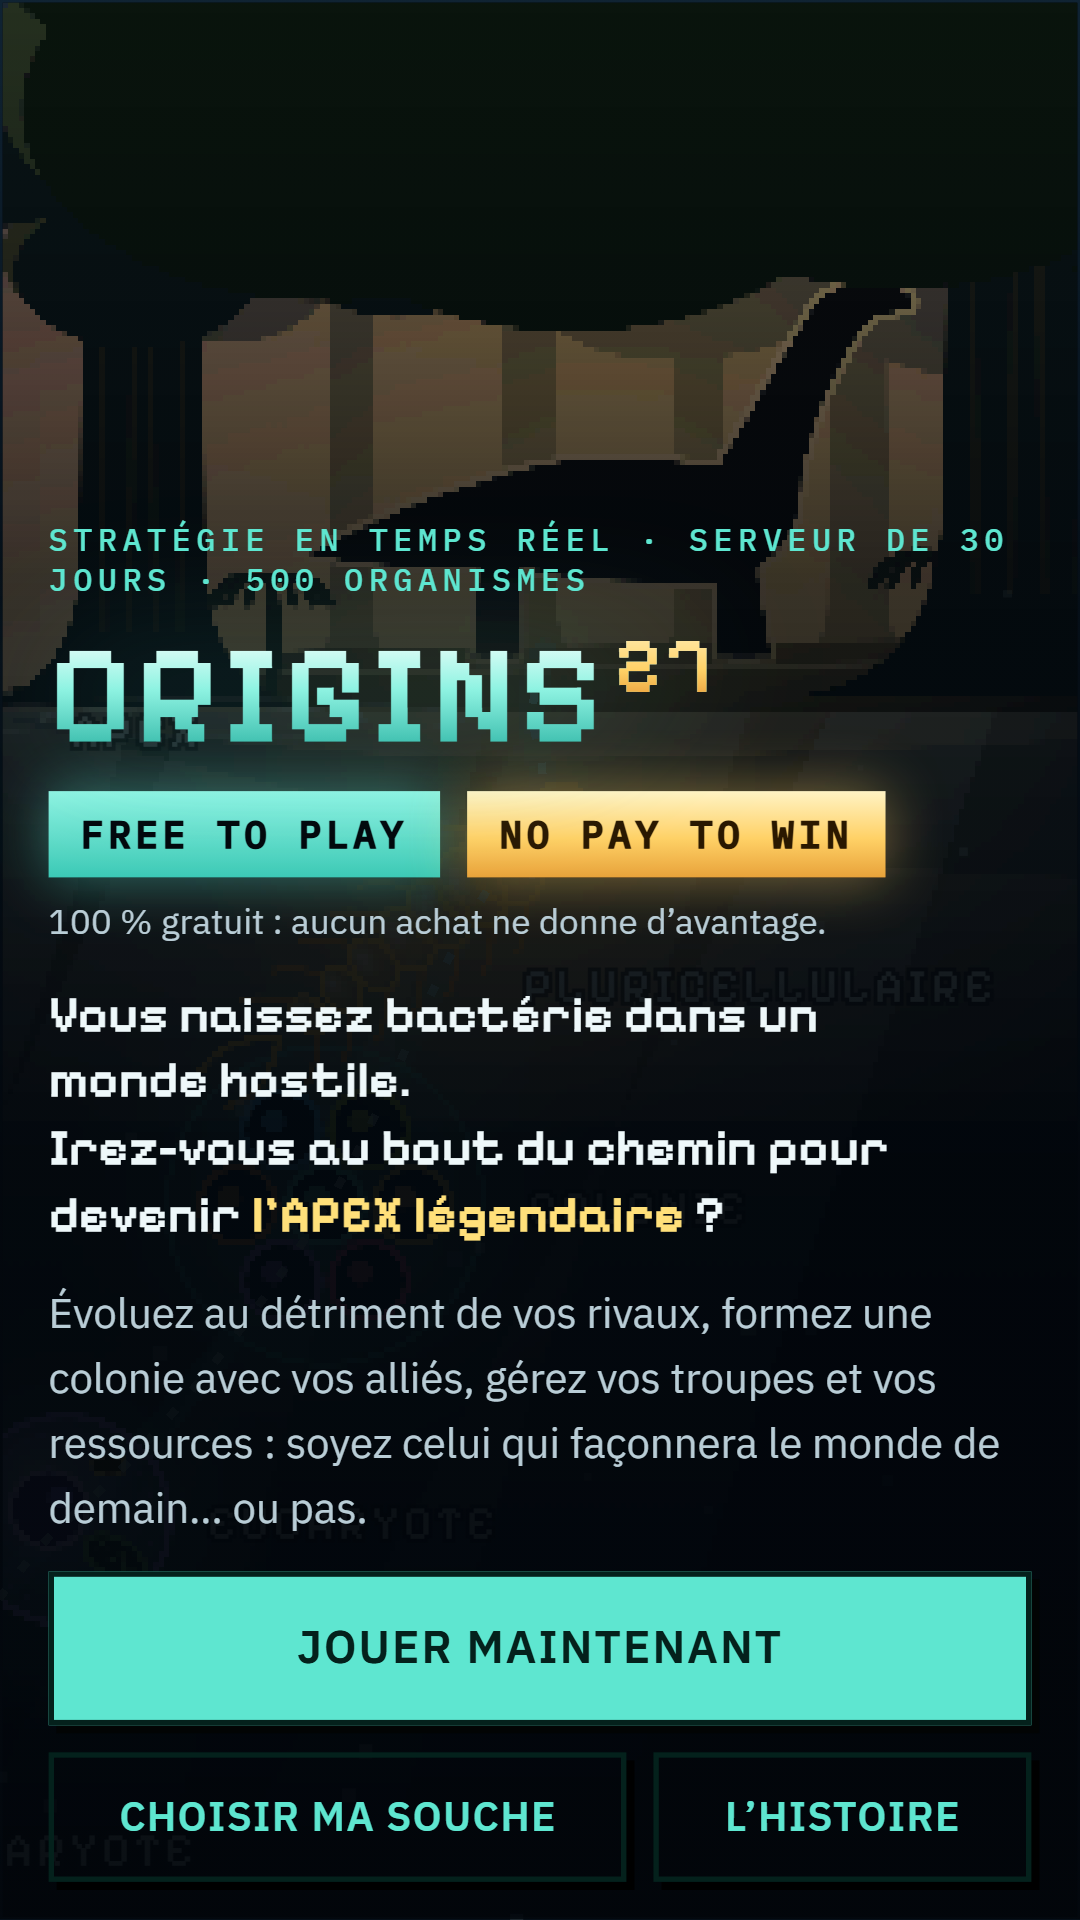 STRATÉGIE EN TEMPS RÉEL · SERVEUR DE 30
JOURS · 500 ORGANISMES
ORIGINS 27
APEX
FREE TO PLAY
NO PAY TO WIN
100 % gratuit : aucun achat ne donne d’avantage.
PLURICELLULAIRE
Vous naissez bactérie dans un
monde hostile.
Irez-vous au bout du chemin pour
devenir l’APEX légendaire ?
Évoluez au détriment de vos rivaux, formez une
colonie avec vos alliés, gérez vos troupes et vos
ressources : soyez celui qui façonnera le monde de
demain... ou pas.
EUCARYOTE
JOUER MAINTENANT
CHOISIR MA SOUCHE
L’HISTOIRE
ARYOTE